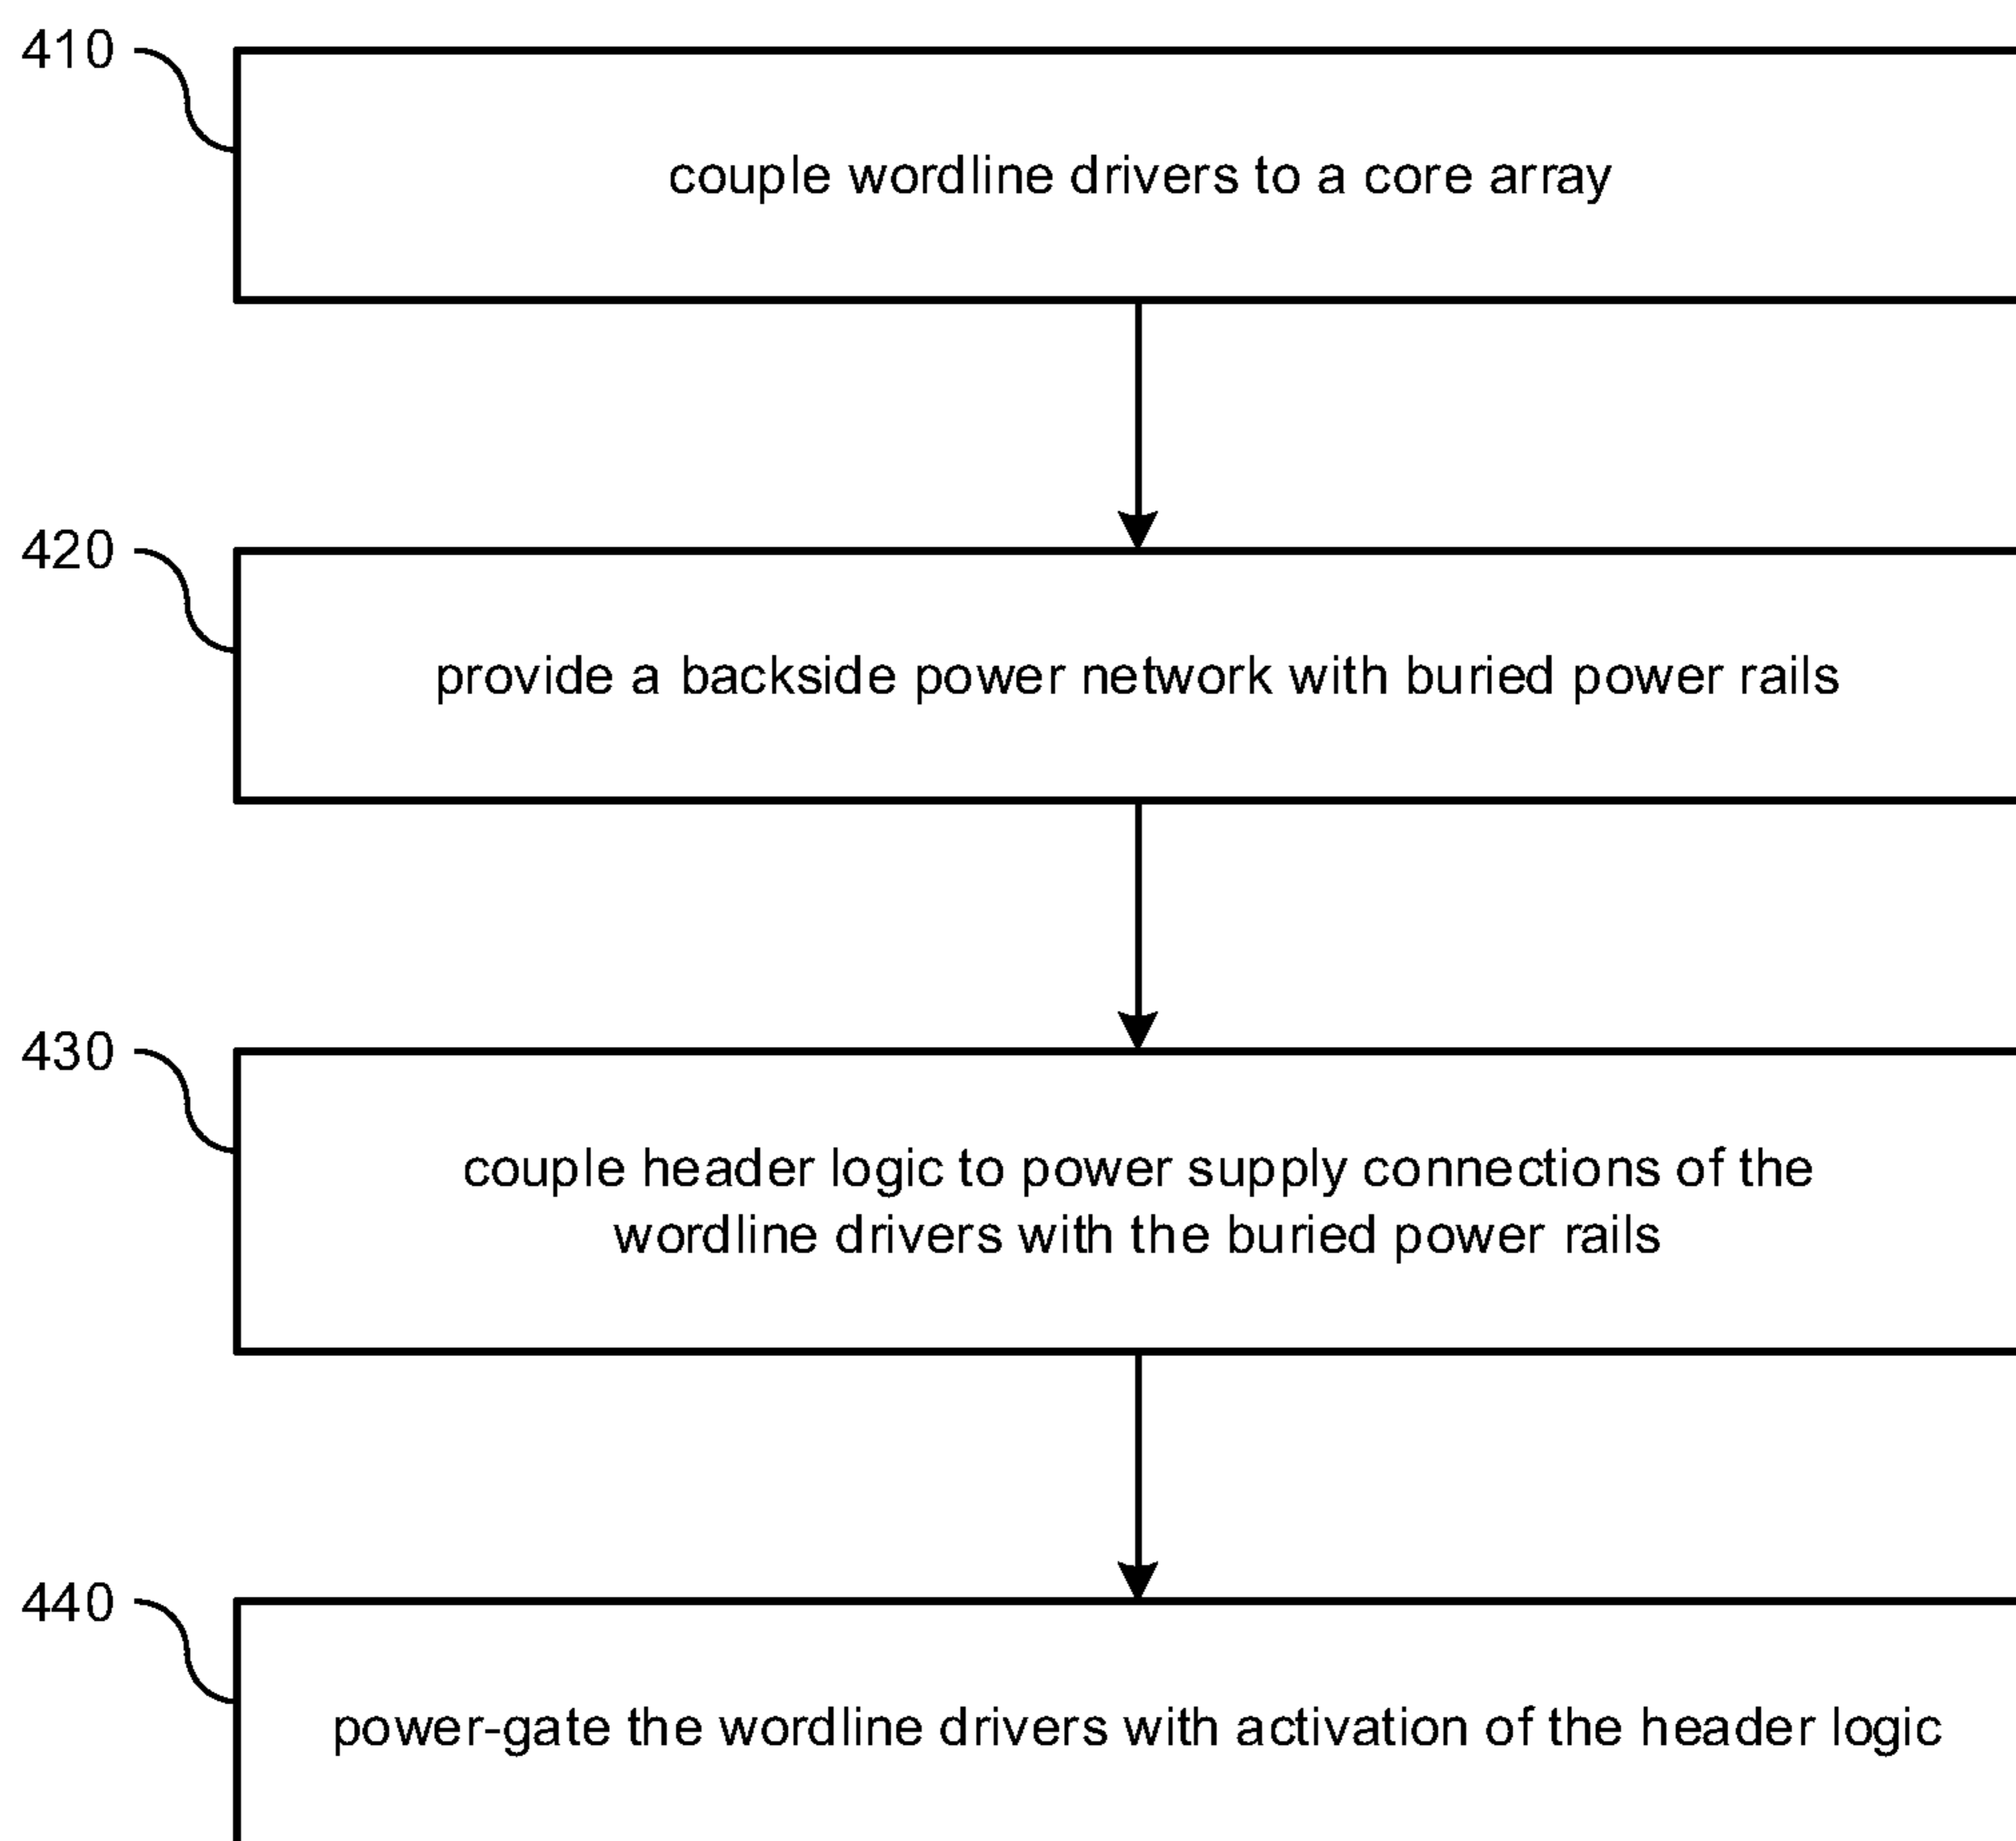 410
couple wordline drivers to a core array
420
provide a backside power network with buried power rails
430
couple header logic to power supply connections of the
wordline drivers with the buried power rails
440
power-gate the wordline drivers with activation of the header logic